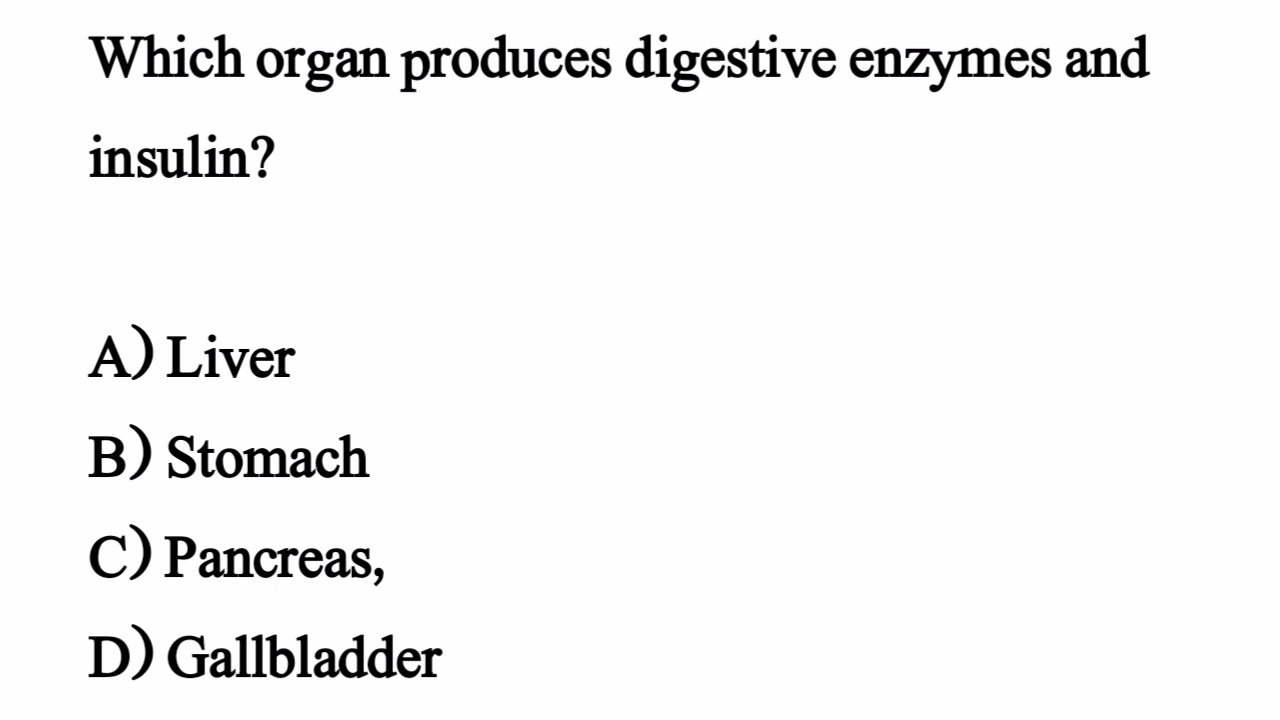 Which organ produces digestive enzymes and
insulin?
A) Liver
B) Stomach
C) Pancreas,
D) Gallbladder